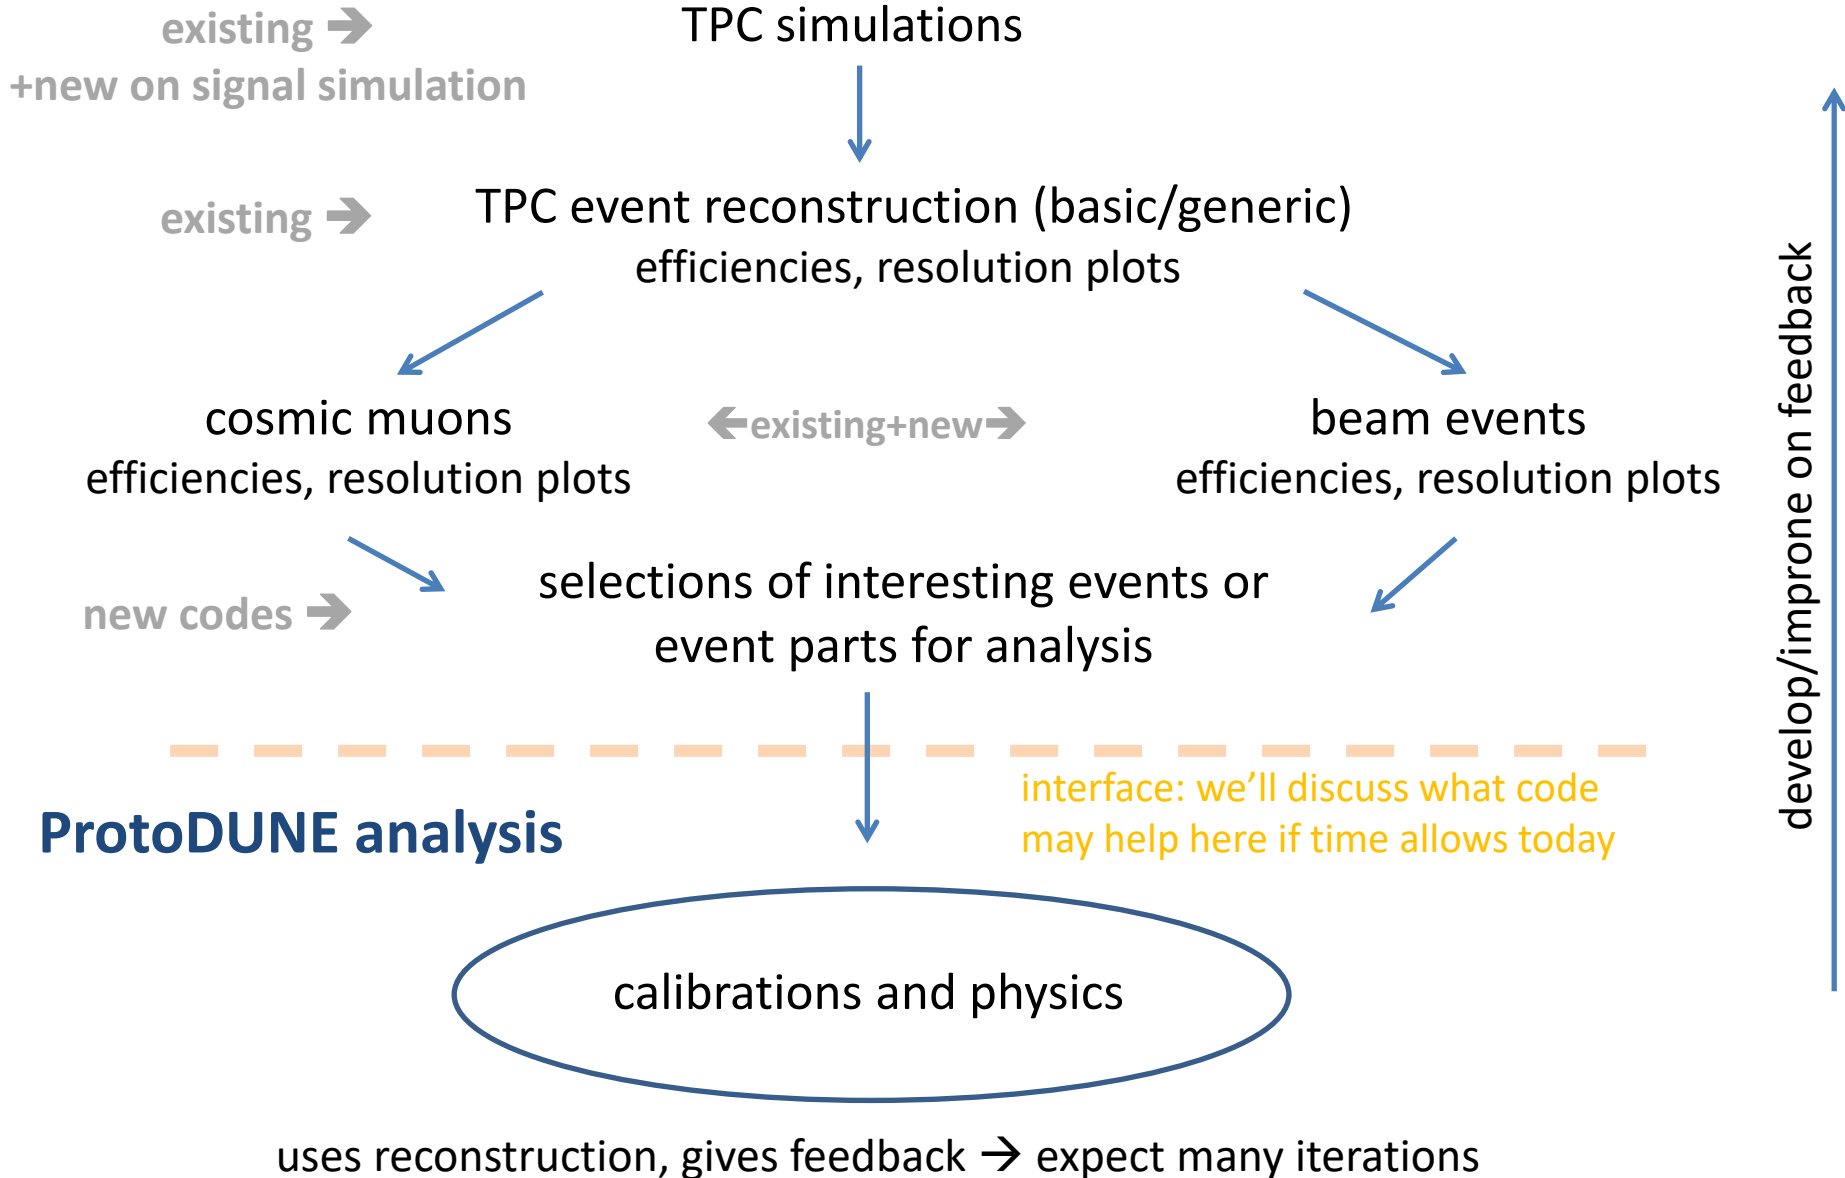 existing →
TPC simulations
+new on signal simulation
existing →
TPC event reconstruction (basic/generic)
efficiencies, resolution plots
cosmic muons
efficiencies, resolution plots
←existing+new→
beam events
efficiencies, resolution plots
new codes →
selections of interesting events or
event parts for analysis
develop/improne on feedback
ProtoDUNE analysis
interface: we’ll discuss what code
may help here if time allows today
calibrations and physics
uses reconstruction, gives feedback → expect many iterations